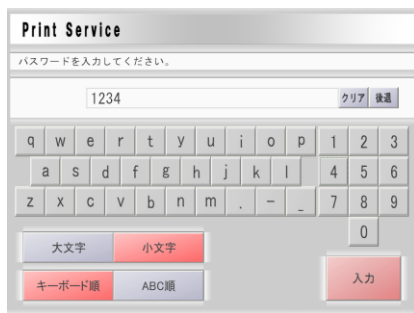 Print Service
パスワードを入力してください。
1234 クリア 後退
q w e r t y u i o p 1 2 3
a s d f g h j k l 4 5 6
z x c v b n m . - _ 7 8 9
0
大文字 小文字
キーボード順 ABC順
入力